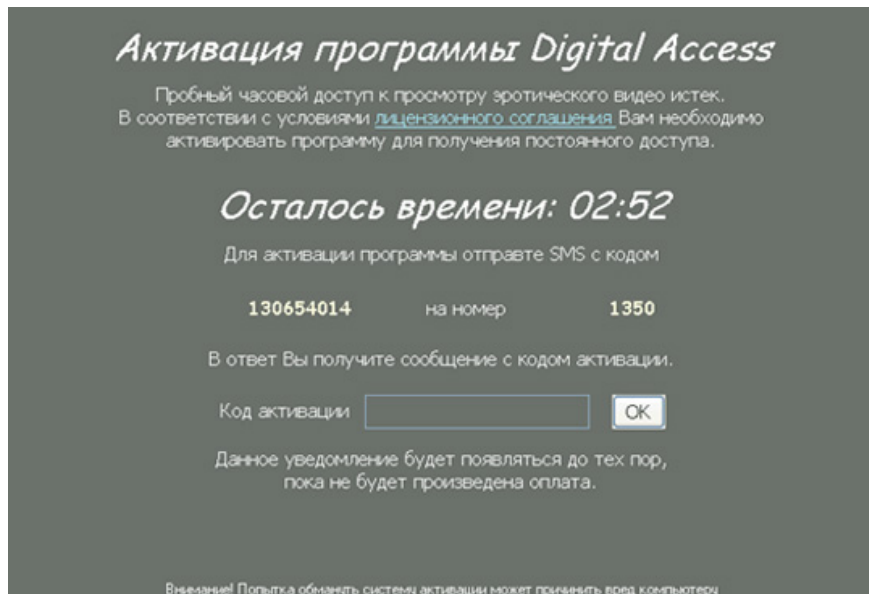 Активация программы Digital Access
Пробный часовой доступ к просмотру эротического видео истек.
В соответствии с условиями лицензионного соглашения Вам необходимо
активировать программу для получения постоянного доступа.
Осталось времени: 02:52
Для активации программы отправте SMS с кодом
130654014 на номер 1350
В ответ Вы получите сообщение с кодом активации.
Код активации OK
Данное уведомление будет появляться до тех пор,
пока не будет произведена оплата.
Внимание! Попытка обмануть систему активации может причинить вред компьютеру